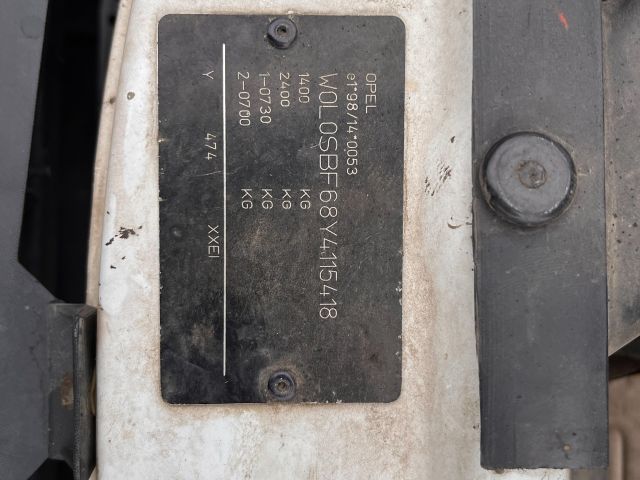 OPEL
e1*98/14*0053
W0L0SBF68Y4115418
1400 KG
2400 KG
1-0730 KG
2-0700 KG
Y 474 XXEI